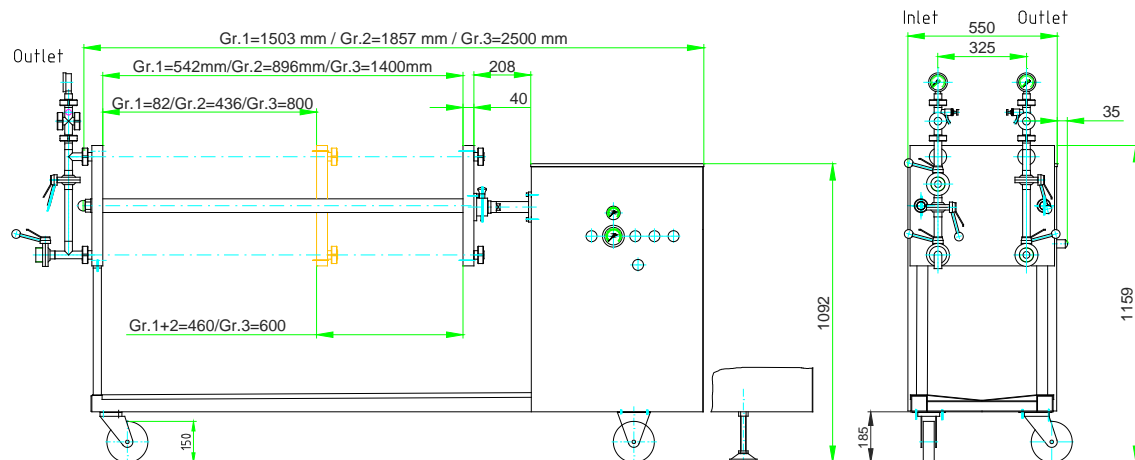 Inlet Outlet
550
325
Outlet
Gr.1=1503 mm / Gr.2=1857 mm / Gr.3=2500 mm
Gr.1=542mm/Gr.2=896mm/Gr.3=1400mm
208
Gr.1=82/Gr.2=436/Gr.3=800
40
35
Gr.1+2=460/Gr.3=600
1092
1159
150
185